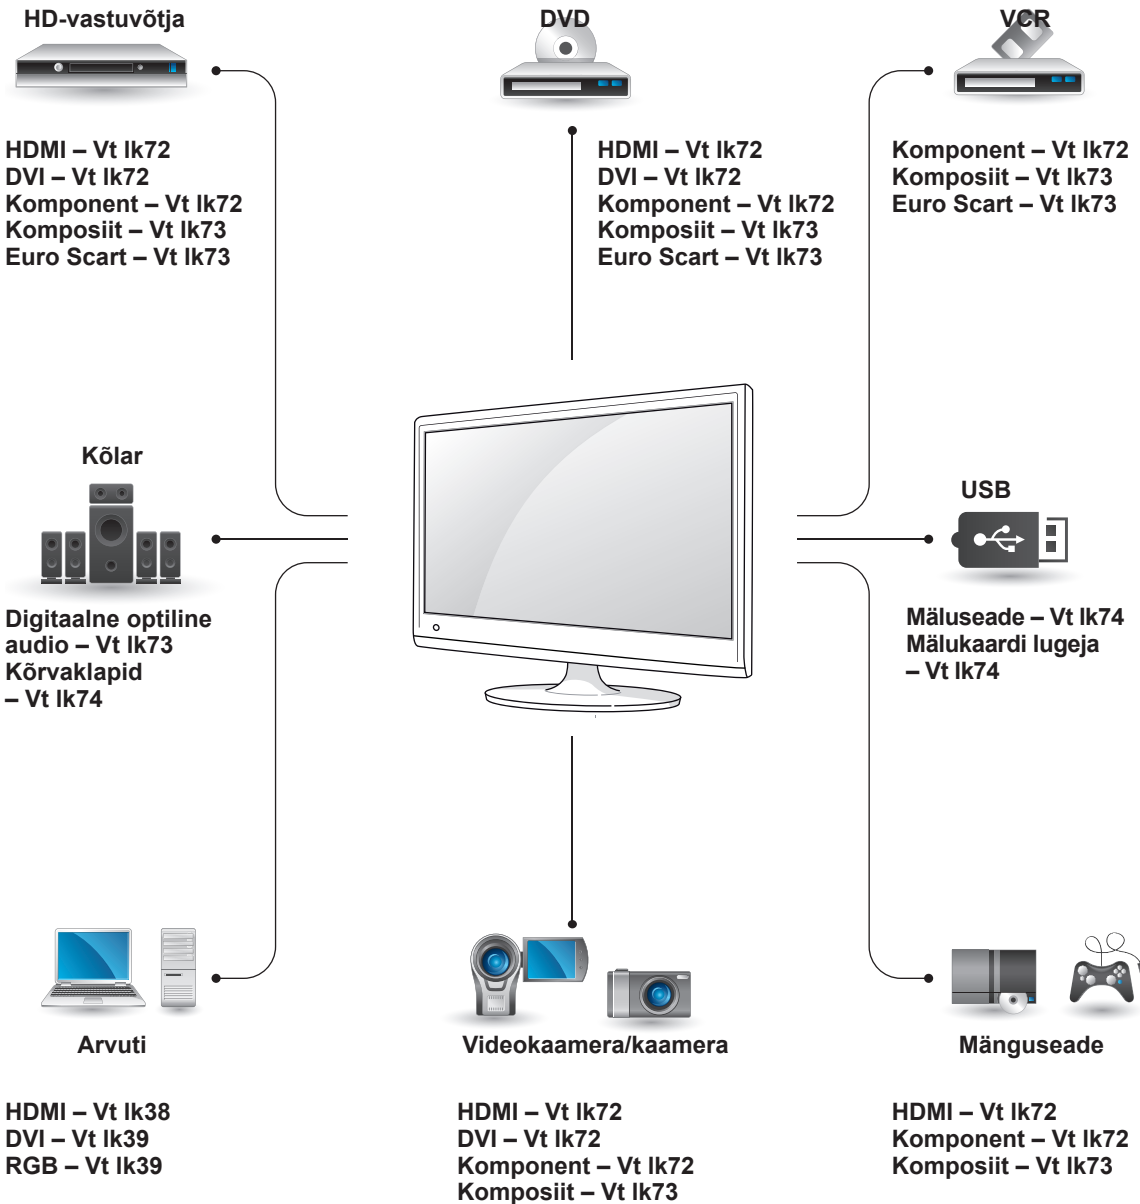 HD-vastuvõtja
HDMI – Vt lk72
DVI – Vt lk72
Komponent – Vt lk72
Komposiit – Vt lk73
Euro Scart – Vt lk73
DVD
HDMI – Vt lk72
DVI – Vt lk72
Komponent – Vt lk72
Komposiit – Vt lk73
Euro Scart – Vt lk73
VCR
Komponent – Vt lk72
Komposiit – Vt lk73
Euro Scart – Vt lk73
Kõlar
Digitaalne optiline
audio – Vt lk73
Kõrvaklapid
– Vt lk74
USB
Mäluseade – Vt lk74
Mälukaardi lugeja
– Vt lk74
Arvuti
HDMI – Vt lk38
DVI – Vt lk39
RGB – Vt lk39
Videokaamera/kaamera
HDMI – Vt lk72
DVI – Vt lk72
Komponent – Vt lk72
Komposiit – Vt lk73
Mänguseade
HDMI – Vt lk72
Komponent – Vt lk72
Komposiit – Vt lk73